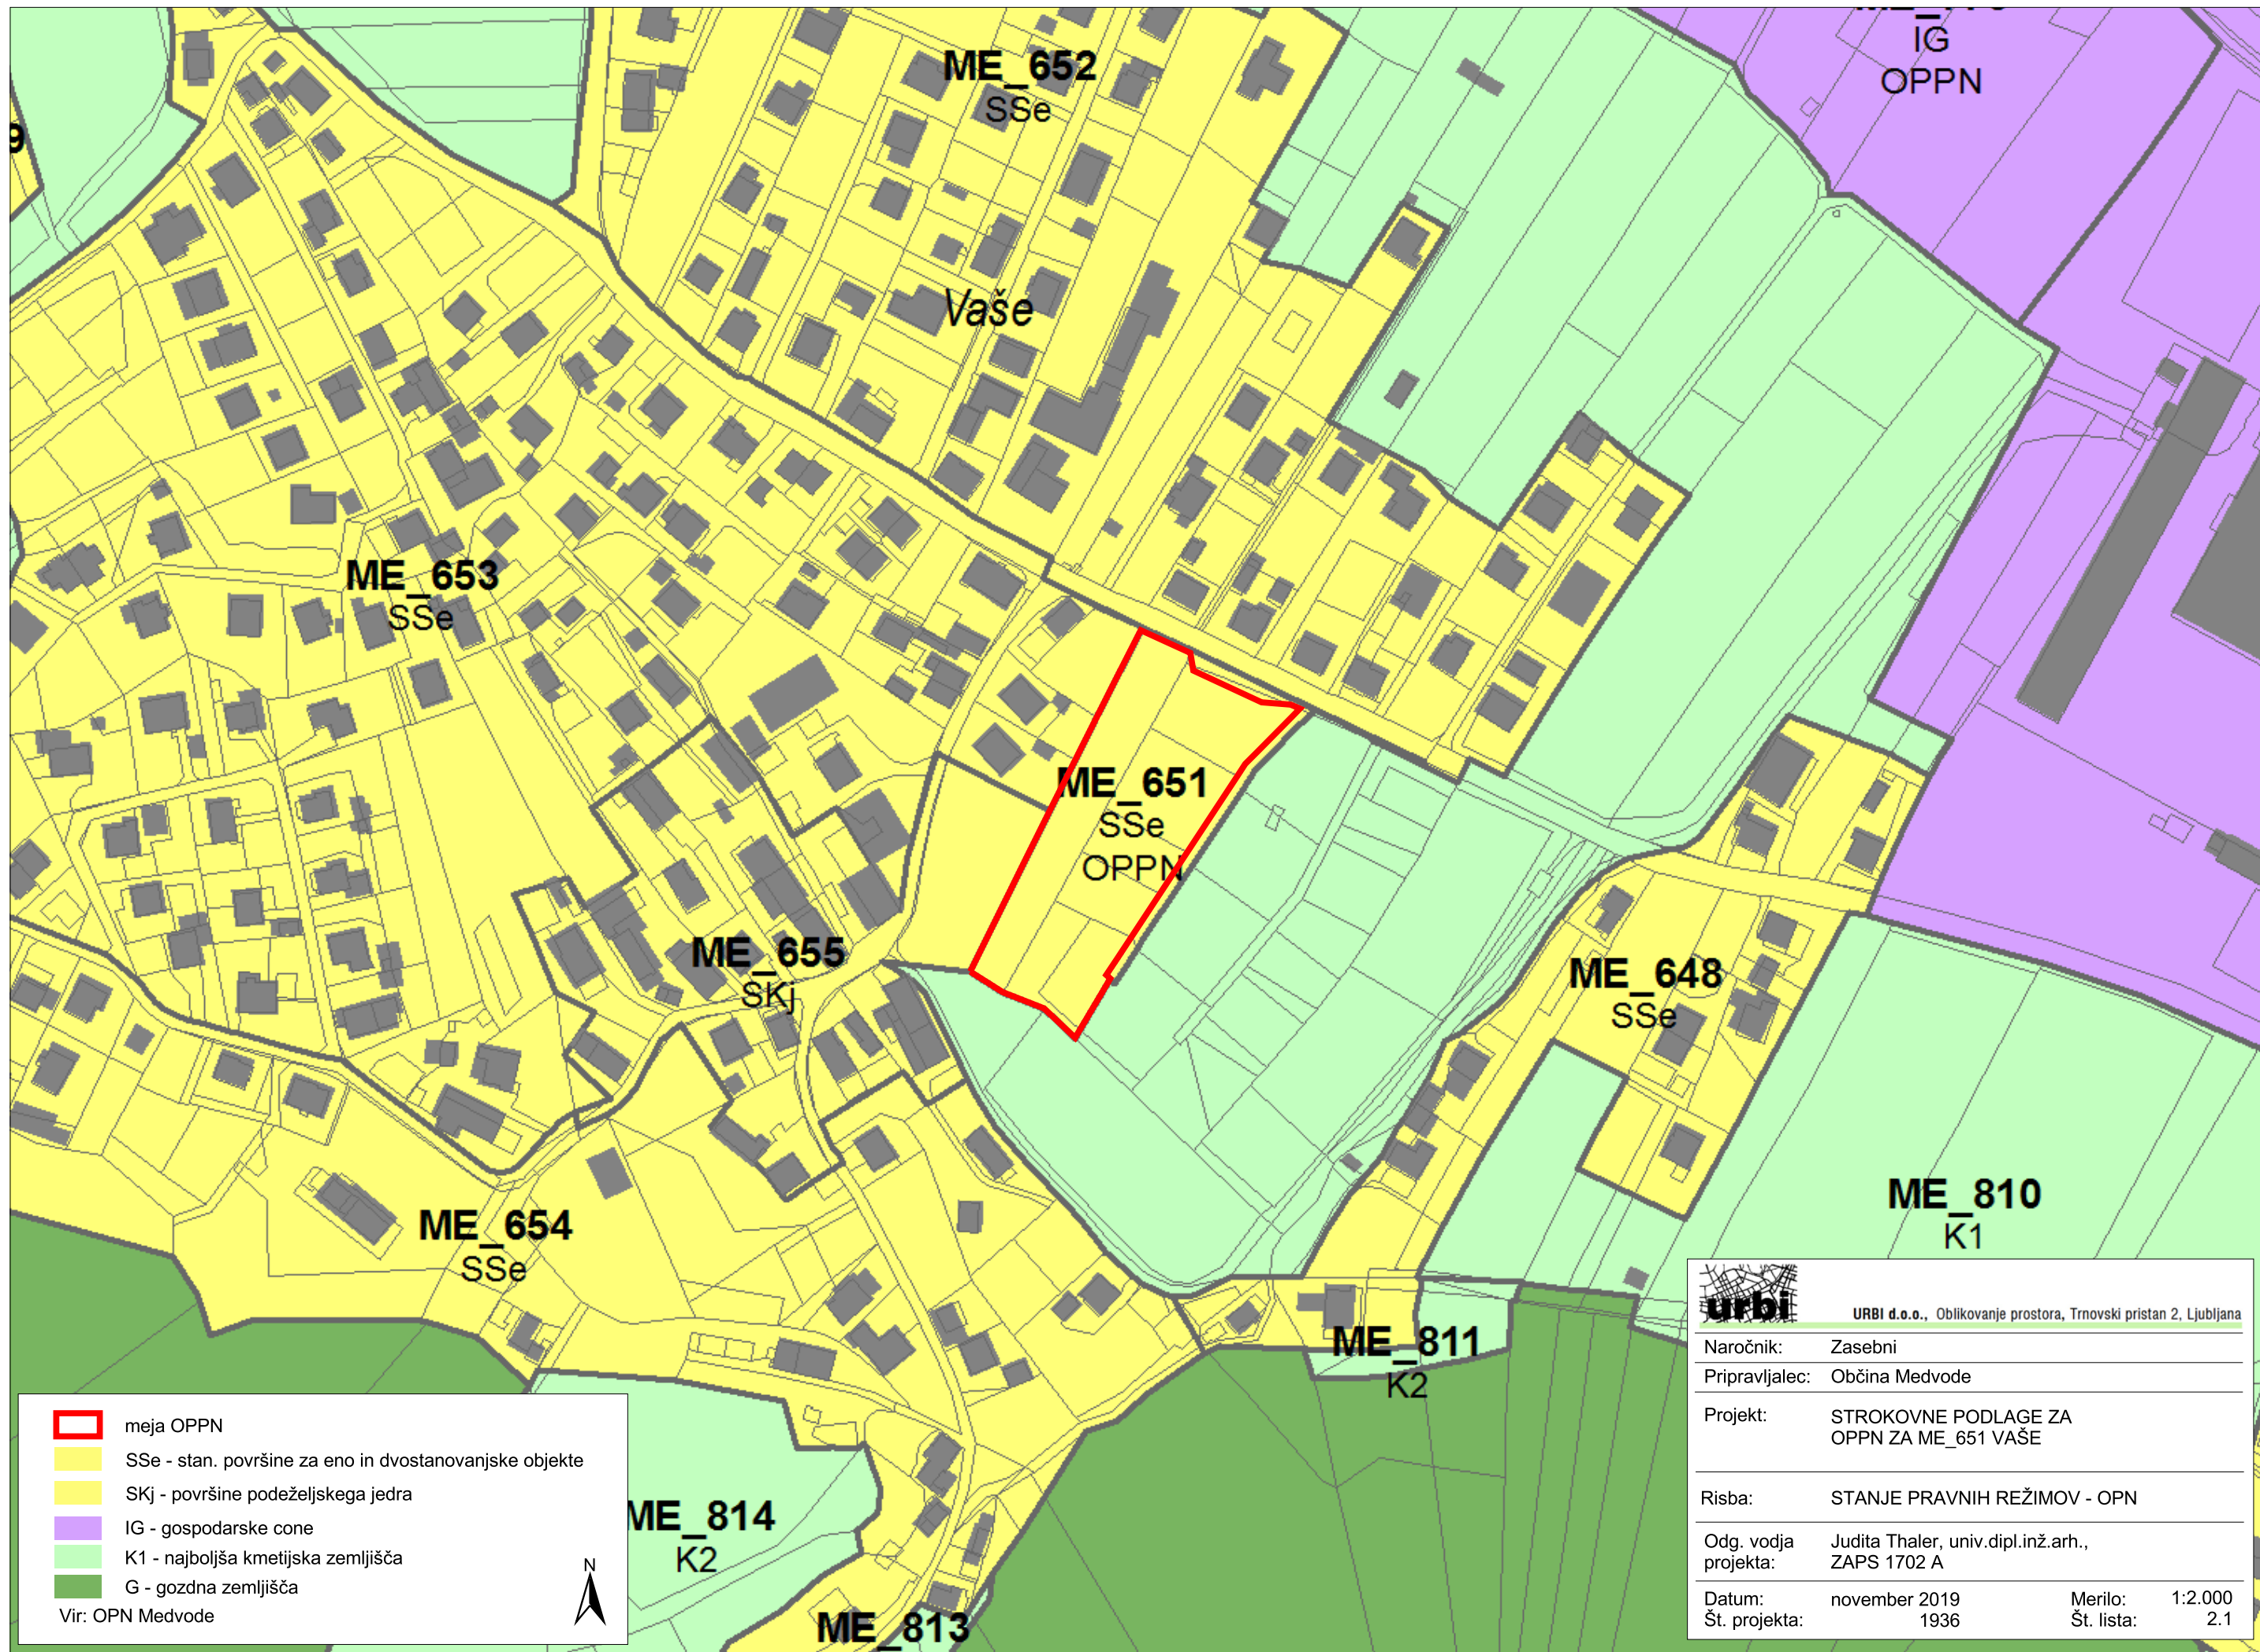 IG
OPPN
ME_652
SSe
9
Vaše
ME_653
SSe
ME_651
SSe
OPPN
ME_655
SKj
ME_648
SSe
ME_810
K1
ME_654
SSe
ME_811
K2
ME_814
K2
ME_813
meja OPPN
SSe - stan. površine za eno in dvostanovanjske objekte
SKj - površine podeželjskega jedra
IG - gospodarske cone
K1 - najboljša kmetijska zemljišča
G - gozdna zemljišča
Vir: OPN Medvode
N
urbi
URBI d.o.o., Oblikovanje prostora, Trnovski pristan 2, Ljubljana
Naročnik: Zasebni
Pripravljalec: Občina Medvode
Projekt: STROKOVNE PODLAGE ZA
OPPN ZA ME_651 VAŠE
Risba: STANJE PRAVNIH REŽIMOV - OPN
Odg. vodja Judita Thaler, univ.dipl.inž.arh.,
projekta: ZAPS 1702 A
Datum: november 2019 Merilo: 1:2.000
Št. projekta: 1936 Št. lista: 2.1